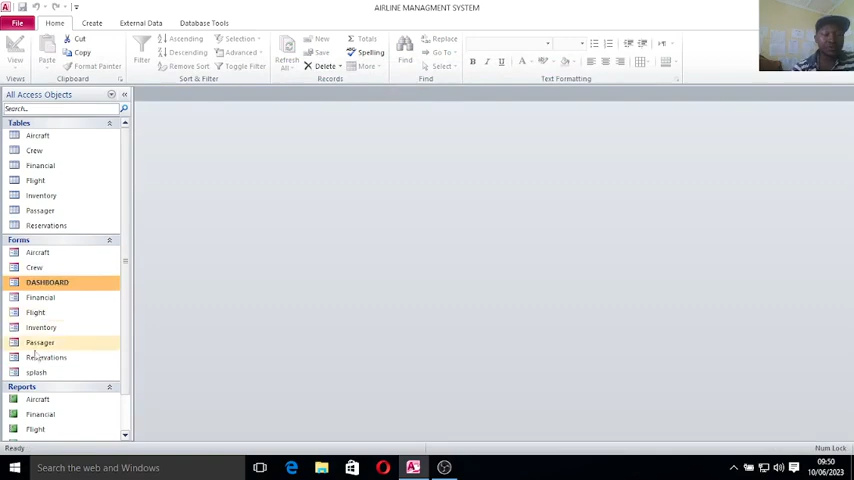 AIRLINE MANAGMENT SYSTEM
File Home Create External Data Database Tools
View
Views
Paste
Cut
Copy
Format Painter
Clipboard
Filter
Ascending
Descending
Remove Sort
Selection
Advanced
Toggle Filter
Sort & Filter
Refresh All
New
Save
Delete
Totals
Spelling
More
Records
Find
Replace
Go To
Select
Find
B I U A
Text Formatting
All Access Objects
Search...
Tables
Aircraft
Crew
Financial
Flight
Inventory
Passager
Reservations
Forms
Aircraft
Crew
DASHBOARD
Financial
Flight
Inventory
Passager
Reservations
splash
Reports
Aircraft
Financial
Flight
Ready
Num Lock
Search the web and Windows
09:50
10/06/2023